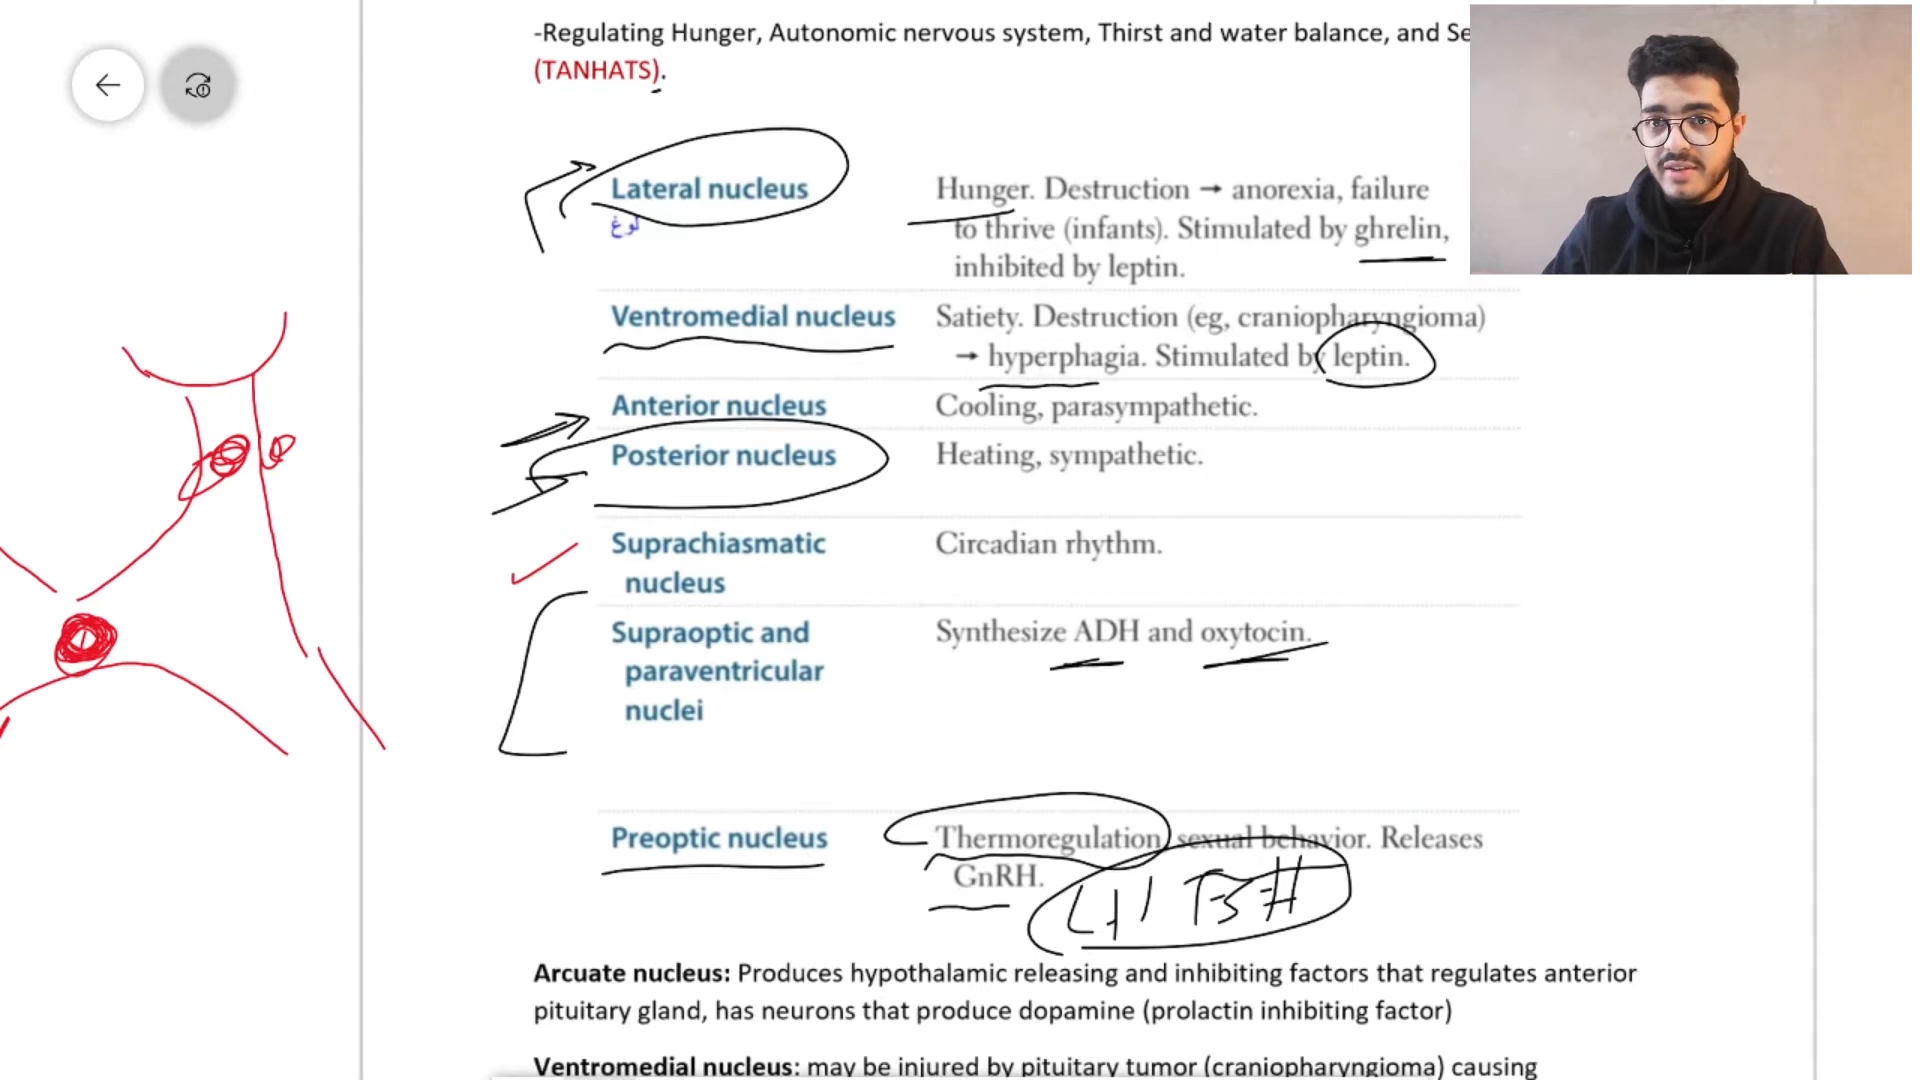 -Regulating Hunger, Autonomic nervous system, Thirst and water balance, and Se
(TANHATS).
Lateral nucleus
لوغ
Hunger. Destruction → anorexia, failure
to thrive (infants). Stimulated by ghrelin,
inhibited by leptin.
Ventromedial nucleus
Satiety. Destruction (eg, craniopharyngioma)
→ hyperphagia. Stimulated by leptin.
Anterior nucleus
Cooling, parasympathetic.
Posterior nucleus
Heating, sympathetic.
Suprachiasmatic
nucleus
Circadian rhythm.
Supraoptic and
paraventricular
nuclei
Synthesize ADH and oxytocin.
Preoptic nucleus
Thermoregulation, sexual behavior. Releases
GnRH.
LH FSH
Arcuate nucleus: Produces hypothalamic releasing and inhibiting factors that regulates anterior
pituitary gland, has neurons that produce dopamine (prolactin inhibiting factor)
Ventromedial nucleus: may be injured by pituitary tumor (craniopharyngioma) causing